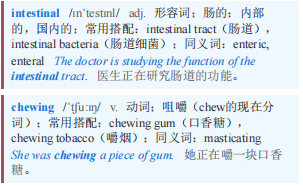 intestinal /ɪnˈtestɪnl/ adj. 形容词：肠的；内部
的，国内的；常用搭配：intestinal tract（肠道），
intestinal bacteria（肠道细菌）；同义词：enteric,
enteral The doctor is studying the function of the
intestinal tract. 医生正在研究肠道的功能。
chewing /ˈtʃuːɪŋ/ v. 动词：咀嚼（chew的现在分
词）；常用搭配：chewing gum（口香糖），
chewing tobacco（嚼烟）；同义词：masticating
She was chewing a piece of gum. 她正在嚼一块口香
糖。